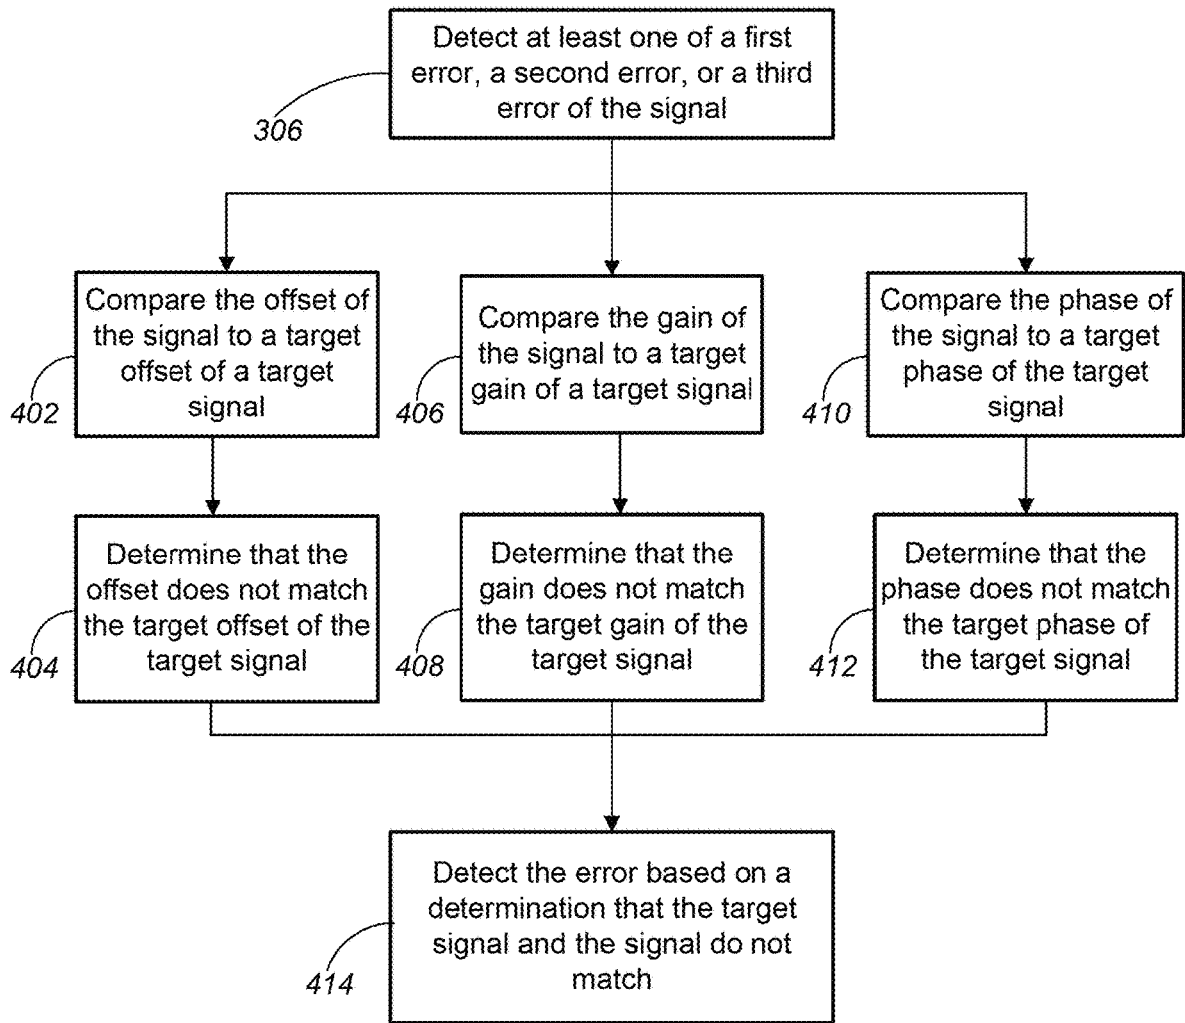 Detect at least one of a first
error, a second error, or a third
error of the signal
306
Compare the offset of
the signal to a target
offset of a target
signal
402
Compare the gain of
the signal to a target
gain of a target signal
406
Compare the phase of
the signal to a target
phase of the target
signal
410
Determine that the
offset does not match
the target offset of the
target signal
404
Determine that the
gain does not match
the target gain of the
target signal
408
Determine that the
phase does not match
the target phase of
the target signal
412
Detect the error based on a
determination that the target
signal and the signal do not
match
414